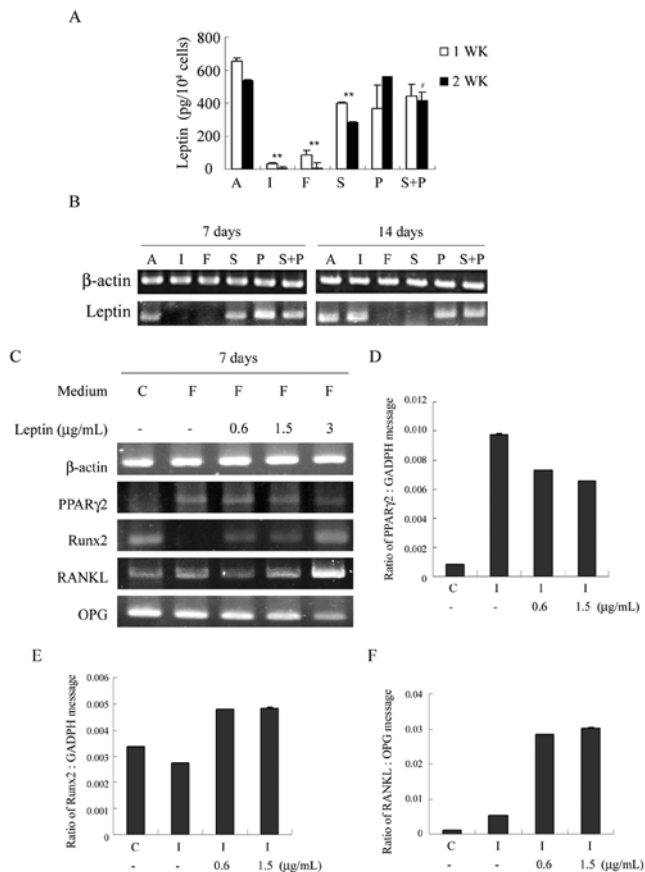 A
Leptin (pg/10⁴ cells)
800
600
400
200
0
1 WK
2 WK
**
**
**
A I F S P S+P
B
7 days 14 days
A I F S P S+P A I F S P S+P
β-actin
Leptin
C
7 days
Medium C F F F F
Leptin (μg/mL) - - 0.6 1.5 3
β-actin
PPARγ2
Runx2
RANKL
OPG
D
Ratio of PPARγ2 : GADPH message
0.012
0.010
0.008
0.006
0.004
0.002
0
C I I I
- - 0.6 1.5 (μg/mL)
E
Ratio of Runx2 : GADPH message
0.006
0.005
0.004
0.003
0.002
0.001
0.000
C I I I
- - 0.6 1.5 (μg/mL)
F
Ratio of RANKL : OPG message
0.04
0.03
0.02
0.01
0.00
C I I I
- - 0.6 1.5 (μg/mL)